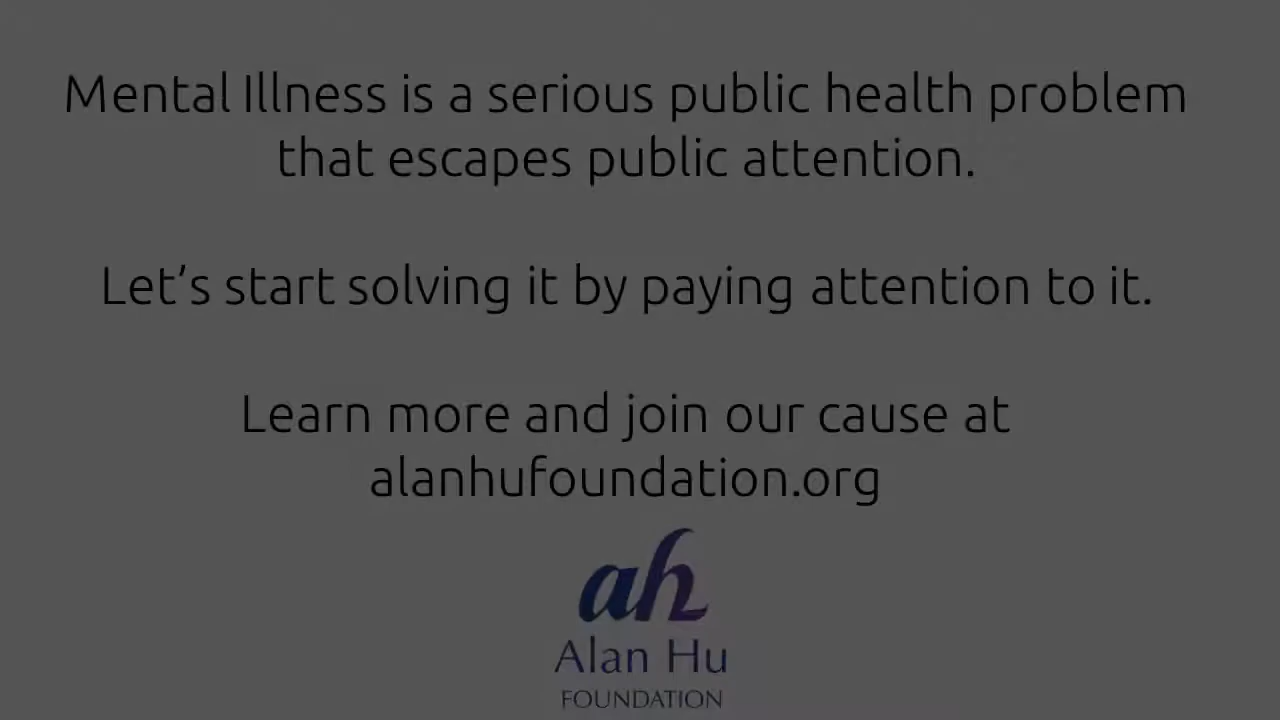 Mental Illness is a serious public health problem
that escapes public attention.
Let’s start solving it by paying attention to it.
Learn more and join our cause at
alanhufoundation.org
ah
Alan Hu
FOUNDATION